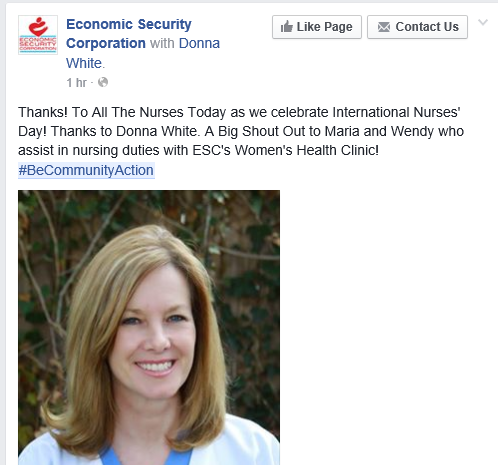 Economic Security
Corporation with Donna
White.
1 hr ·
Like Page
Contact Us
ECONOMIC
SECURITY
CORPORATION
Thanks! To All The Nurses Today as we celebrate International Nurses'
Day! Thanks to Donna White. A Big Shout Out to Maria and Wendy who
assist in nursing duties with ESC's Women's Health Clinic!
#BeCommunityAction